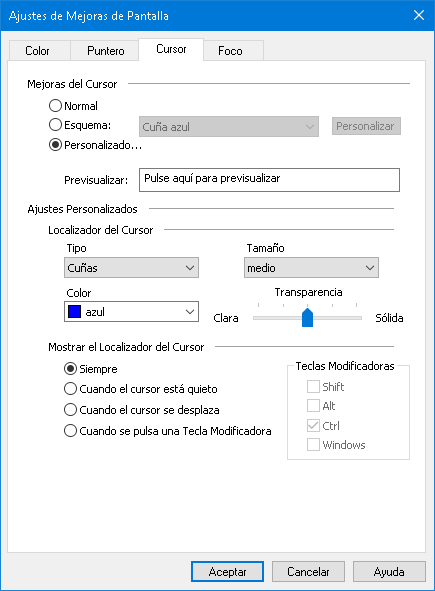 Ajustes de Mejoras de Pantalla
Color Puntero Cursor Foco
Mejoras del Cursor
Normal
Esquema: Cuña azul Personalizar
Personalizado...
Previsualizar: Pulse aquí para previsualizar
Ajustes Personalizados
Localizador del Cursor
Tipo Tamaño
Cuñas medio
Color Transparencia
azul Clara Sólida
Mostrar el Localizador del Cursor
Siempre
Cuando el cursor está quieto
Cuando el cursor se desplaza
Cuando se pulsa una Tecla Modificadora
Teclas Modificadoras
Shift
Alt
Ctrl
Windows
Aceptar Cancelar Ayuda